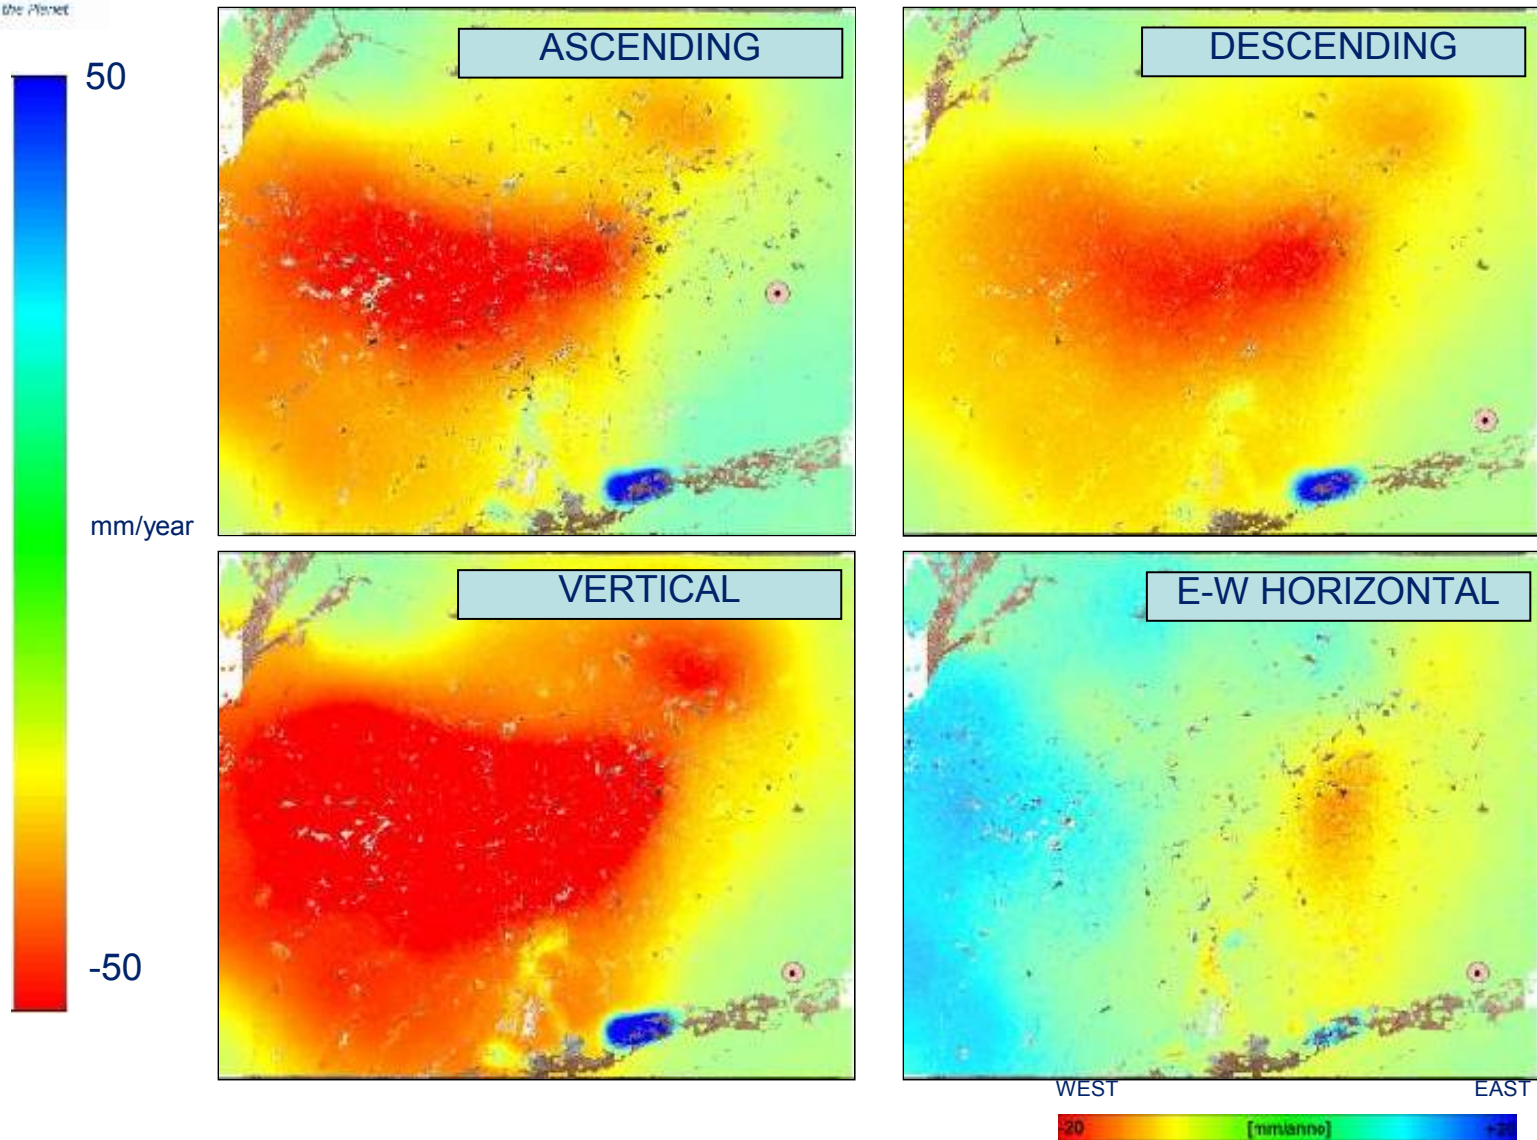 the Planet
ASCENDING
DESCENDING
50
mm/year
-50
VERTICAL
E-W HORIZONTAL
WEST
EAST
-20
[mm/anno]
+20